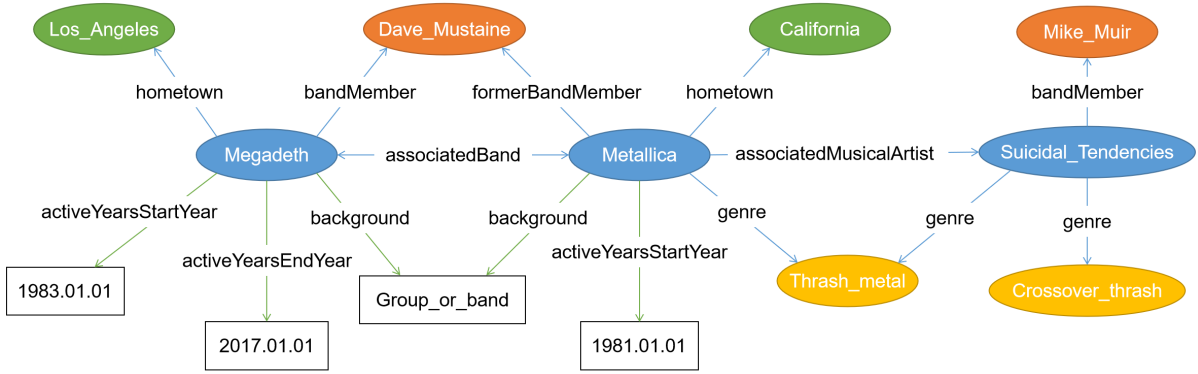 Los_Angeles
Dave_Mustaine
California
Mike_Muir
hometown
bandMember
formerBandMember
hometown
bandMember
Megadeth
associatedBand
Metallica
associatedMusicalArtist
Suicidal_Tendencies
activeYearsStartYear
background
background
genre
genre
genre
activeYearsEndYear
activeYearsStartYear
1983.01.01
Group_or_band
Thrash_metal
Crossover_thrash
2017.01.01
1981.01.01